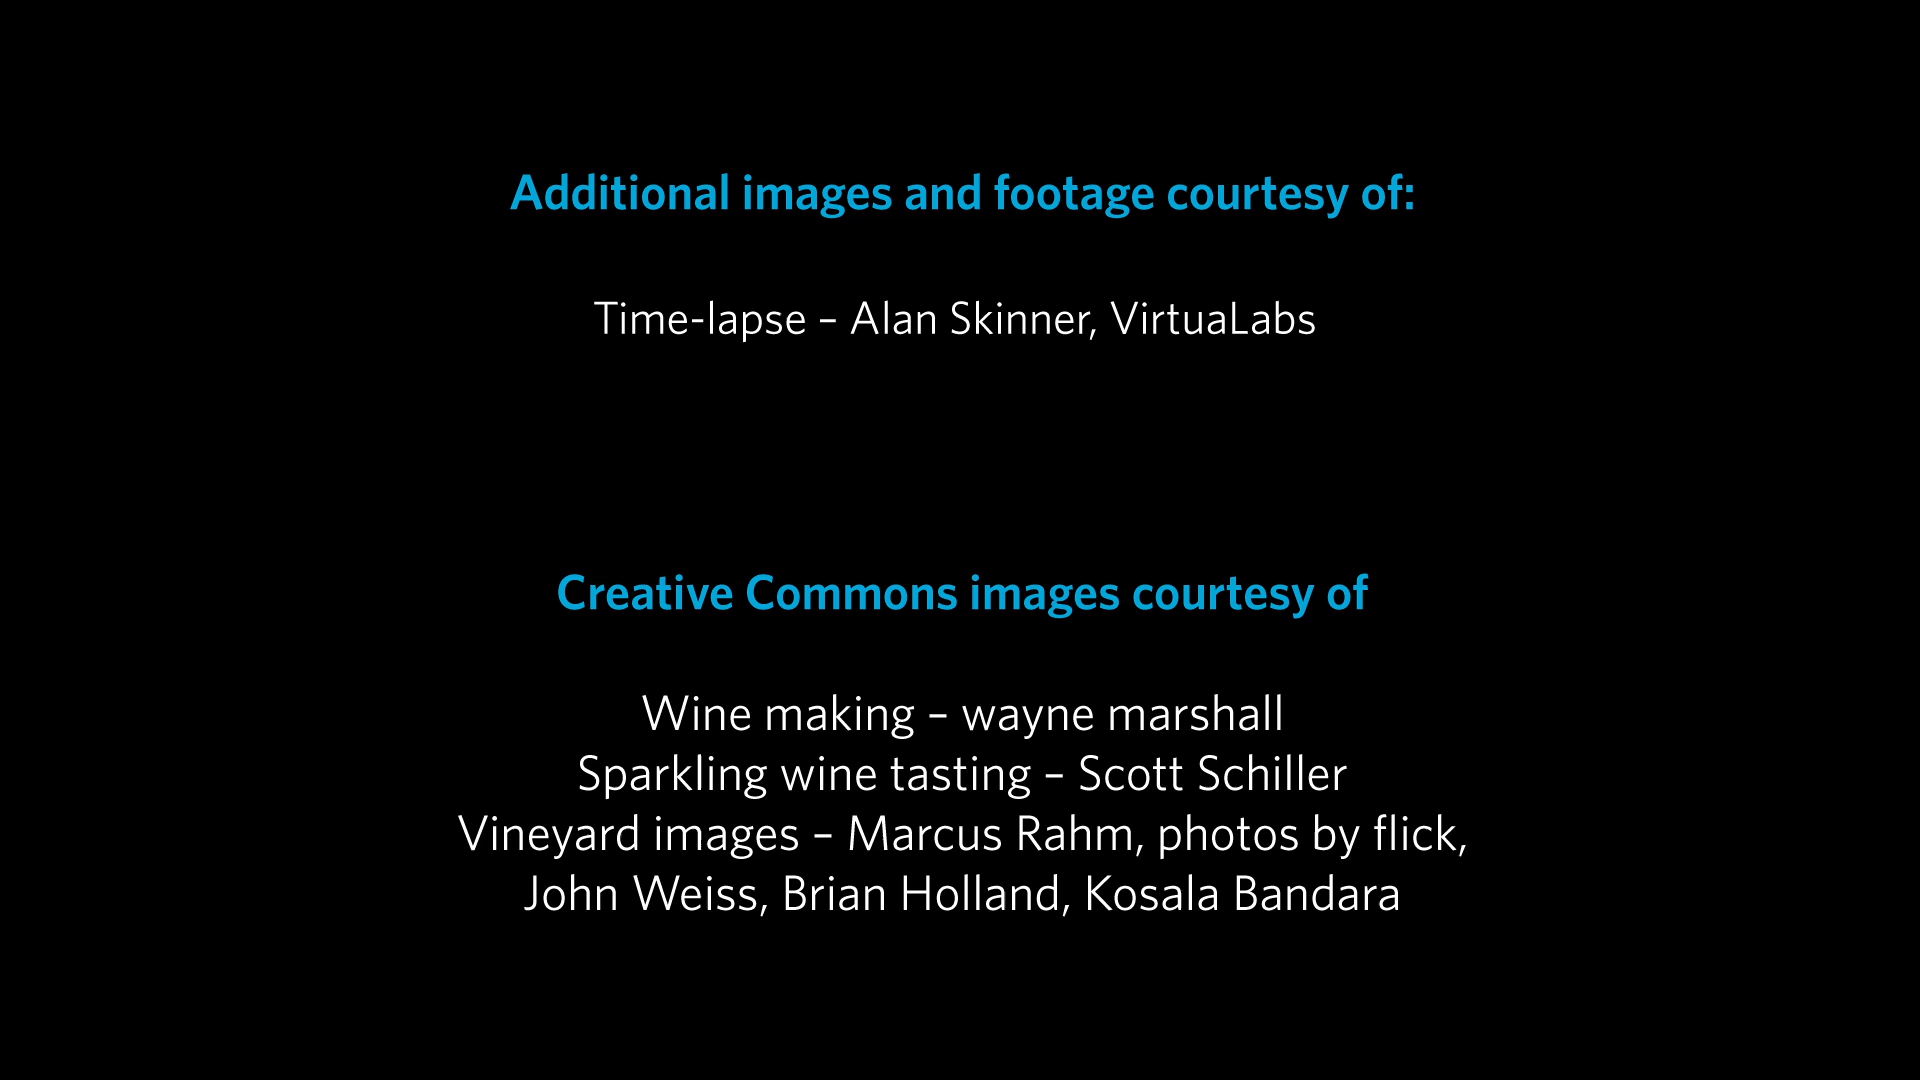 Additional images and footage courtesy of:
Time-lapse – Alan Skinner, VirtuaLabs
Creative Commons images courtesy of
Wine making – wayne marshall
Sparkling wine tasting – Scott Schiller
Vineyard images – Marcus Rahm, photos by flick,
John Weiss, Brian Holland, Kosala Bandara